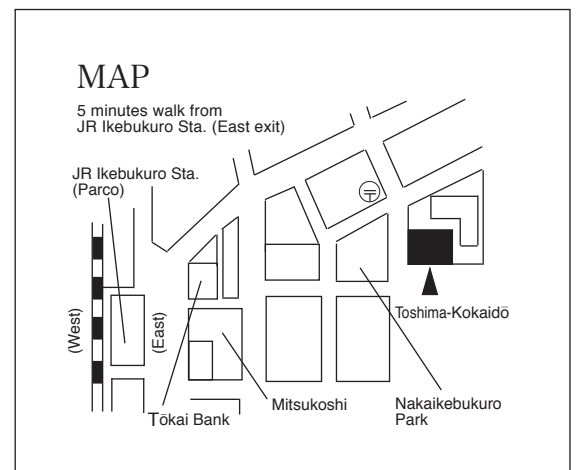 MAP
5 minutes walk from
JR Ikebukuro Sta. (East exit)
JR Ikebukuro Sta.
(Parco)
(West)
(East)
Toshima-Kokaidō
Tōkai Bank
Mitsukoshi
Nakaikebukuro
Park
〒